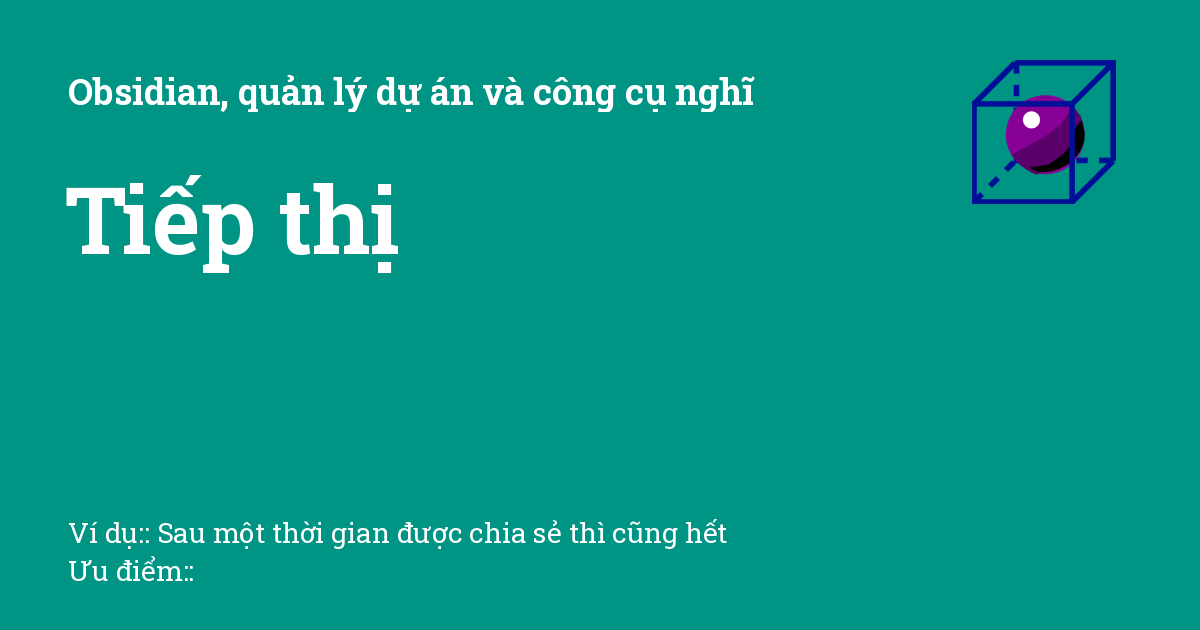 Obsidian, quản lý dự án và công cụ nghĩ
Tiếp thị
Ví dụ:: Sau một thời gian được chia sẻ thì cũng hết
Ưu điểm::